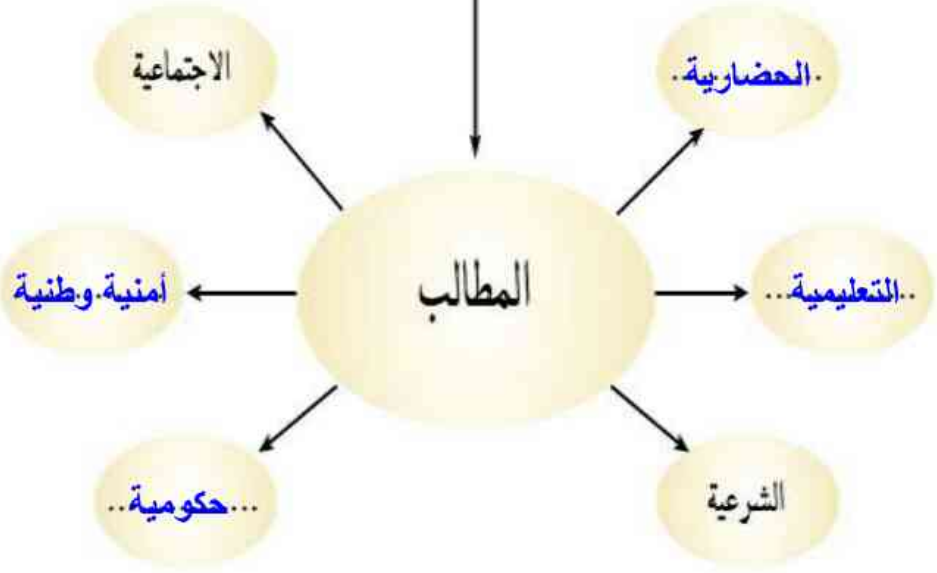 الحضارية.
الاجتماعية
المطالب
..التعليمية...
أمنية.وطنية
الشرعية
...حكومية..